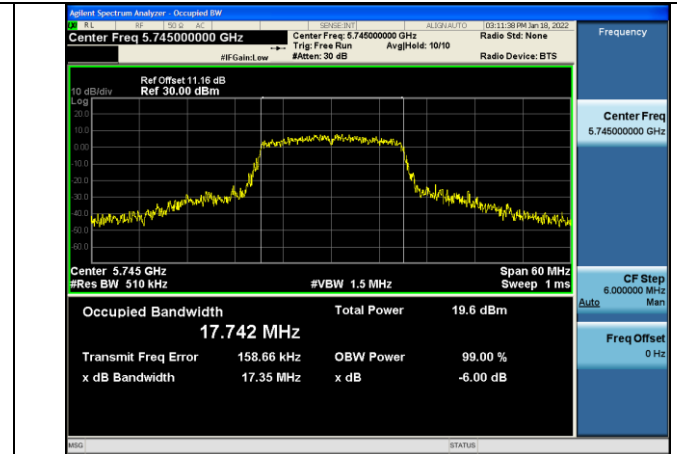 Agilent Spectrum Analyzer - Occupied BW
RL RF 50 Ω AC SENSE:INT ALIGNAUTO 03:11:38 PM Jan 18, 2022
Center Freq 5.745000000 GHz Center Freq: 5.745000000 GHz Radio Std: None
Trig: Free Run Avg|Hold: 10/10
#IFGain:Low #Atten: 30 dB Radio Device: BTS
Frequency
Ref Offset 11.16 dB
10 dB/div Ref 30.00 dBm
Log
20.0
10.0
0.00
-10.0
-20.0
-30.0
-40.0
-50.0
-60.0
Center 5.745 GHz Span 60 MHz
#Res BW 510 kHz #VBW 1.5 MHz Sweep 1 ms
Center Freq
5.745000000 GHz
CF Step
6.000000 MHz
Auto Man
Freq Offset
0 Hz
Occupied Bandwidth Total Power 19.6 dBm
17.742 MHz
Transmit Freq Error 158.66 kHz OBW Power 99.00 %
x dB Bandwidth 17.35 MHz x dB -6.00 dB
MSG STATUS